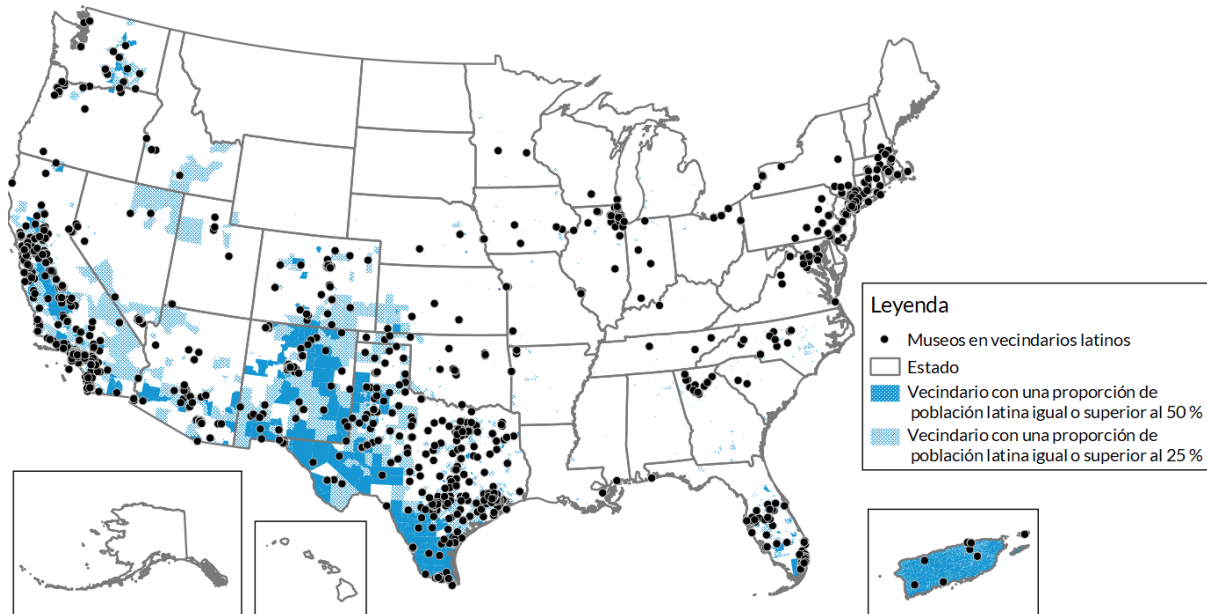 Leyenda
Museos en vecindarios latinos
Estado
Vecindario con una proporción de
población latina igual o superior al 50 %
Vecindario con una proporción de
población latina igual o superior al 25 %